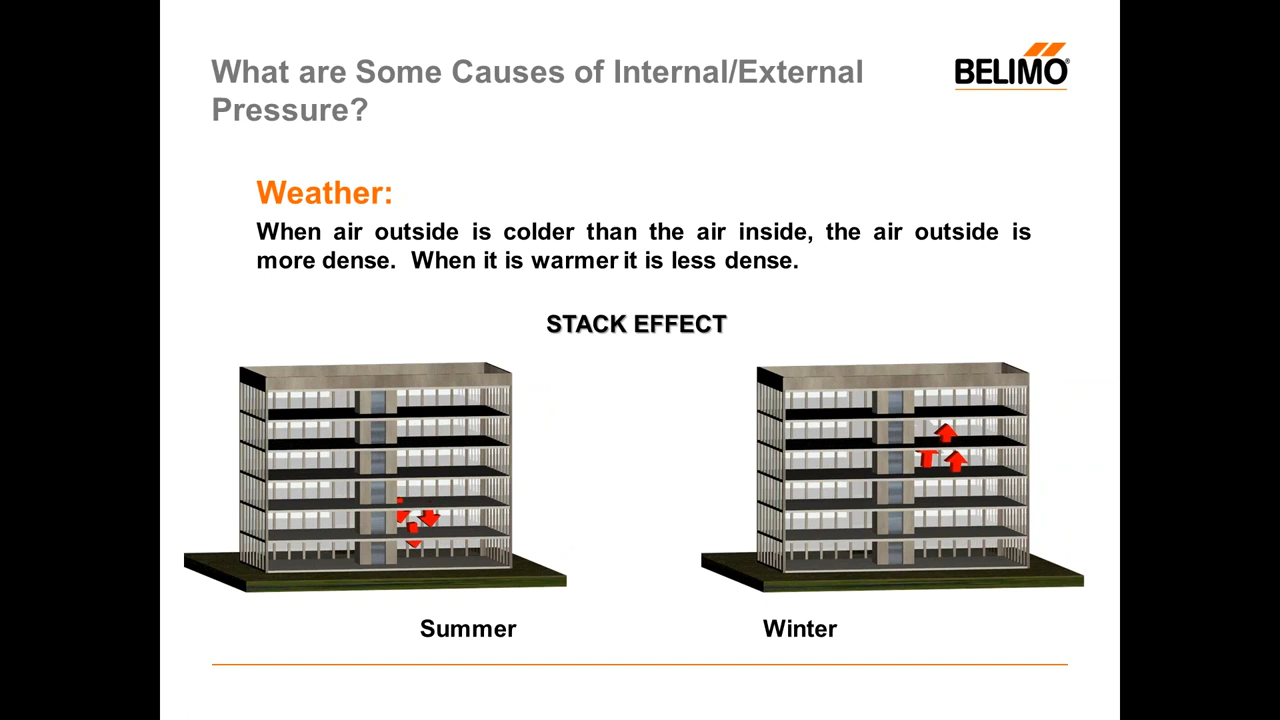 What are Some Causes of Internal/External
Pressure?
BELIMO®
Weather:
When air outside is colder than the air inside, the air outside is
more dense. When it is warmer it is less dense.
STACK EFFECT
Summer
Winter